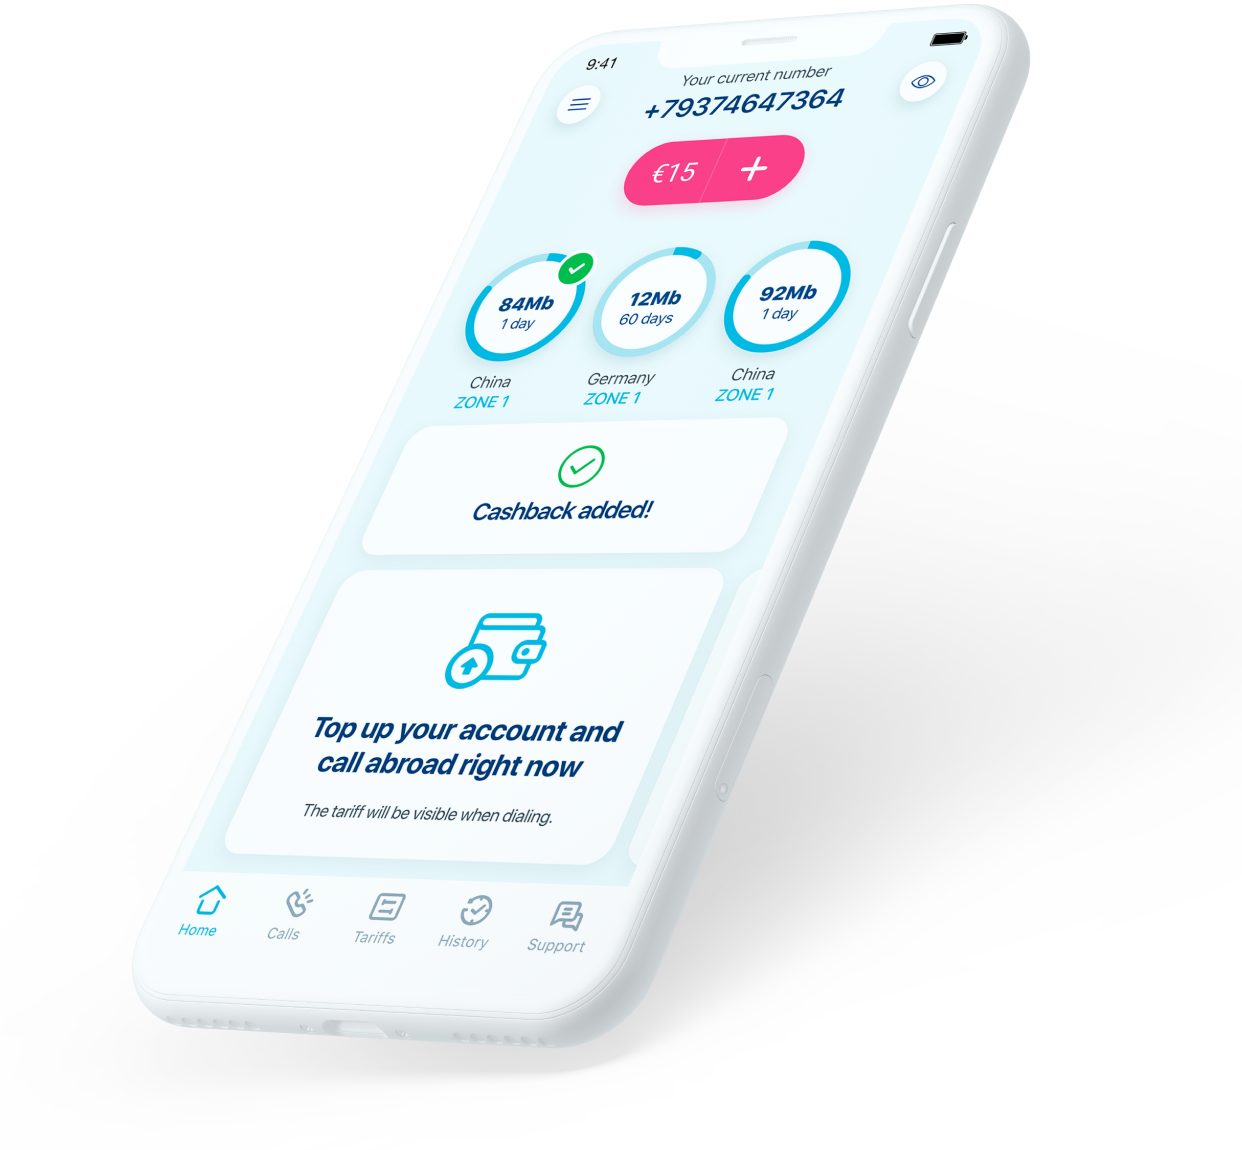 9:41
Your current number
+79374647364
€15 +
84Mb
1 day
12Mb
60 days
92Mb
1 day
China
ZONE 1
Germany
ZONE 1
China
ZONE 1
Cashback added!
Top up your account and
call abroad right now
The tariff will be visible when dialing.
Home
Calls
Tariffs
History
Support